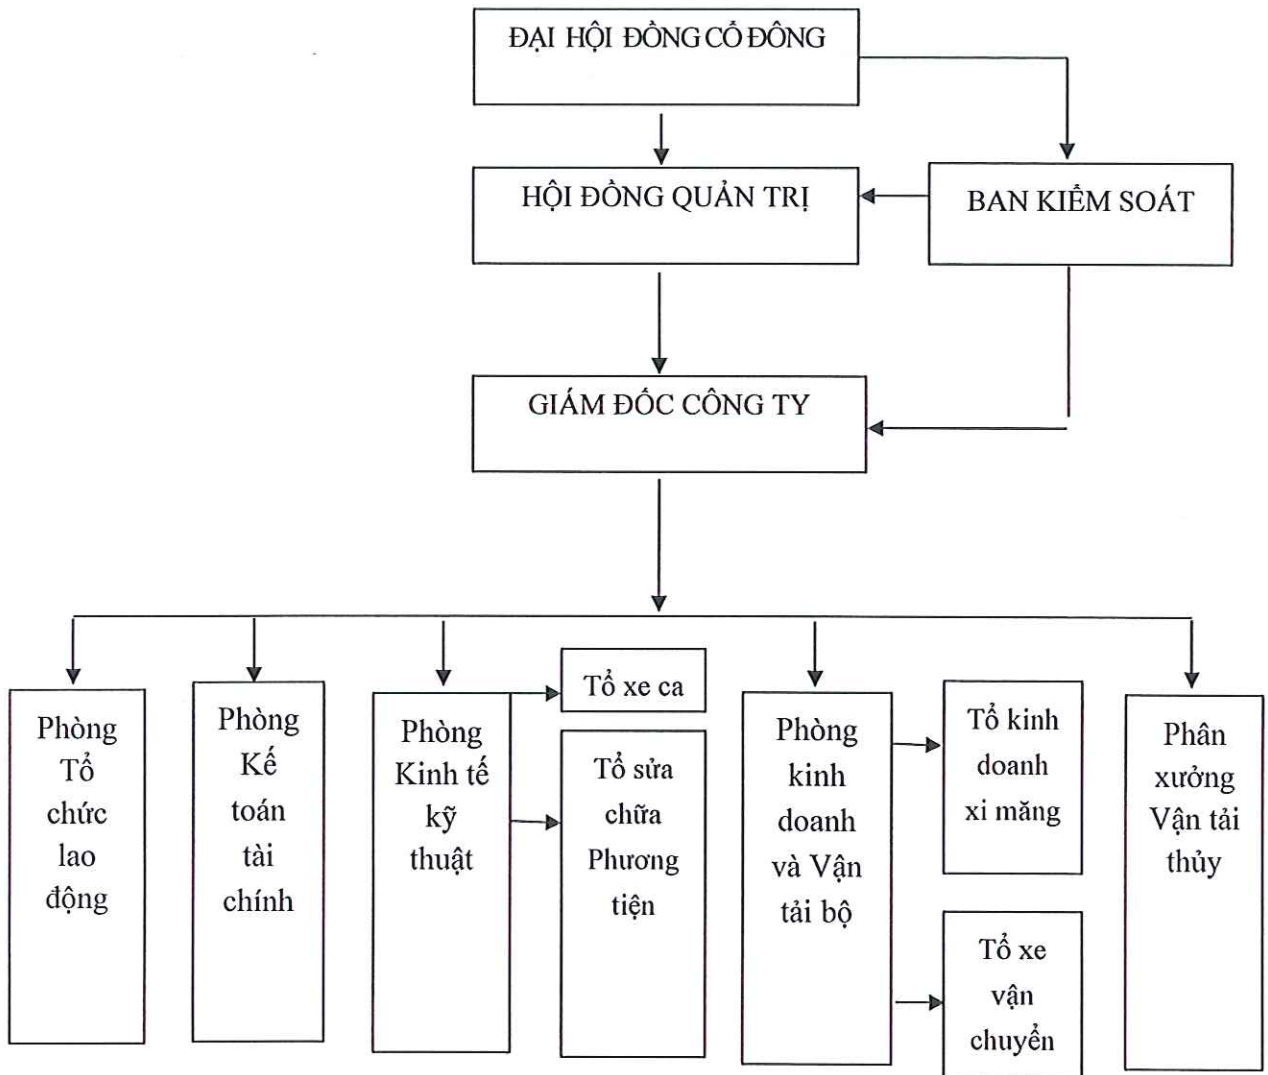 ĐẠI HỘI ĐỒNG CỔ ĐÔNG
HỘI ĐỒNG QUẢN TRỊ
BAN KIỂM SOÁT
GIÁM ĐỐC CÔNG TY
Phòng
Tổ
chức
lao
động
Phòng
Kế
toán
tài
chính
Phòng
Kinh tế
kỹ
thuật
Tổ xe ca
Tổ sửa
chữa
Phương
tiện
Phòng
kinh
doanh
và Vận
tải bộ
Tổ kinh
doanh
xi măng
Tổ xe
vận
chuyển
Phân
xưởng
Vận tải
thủy